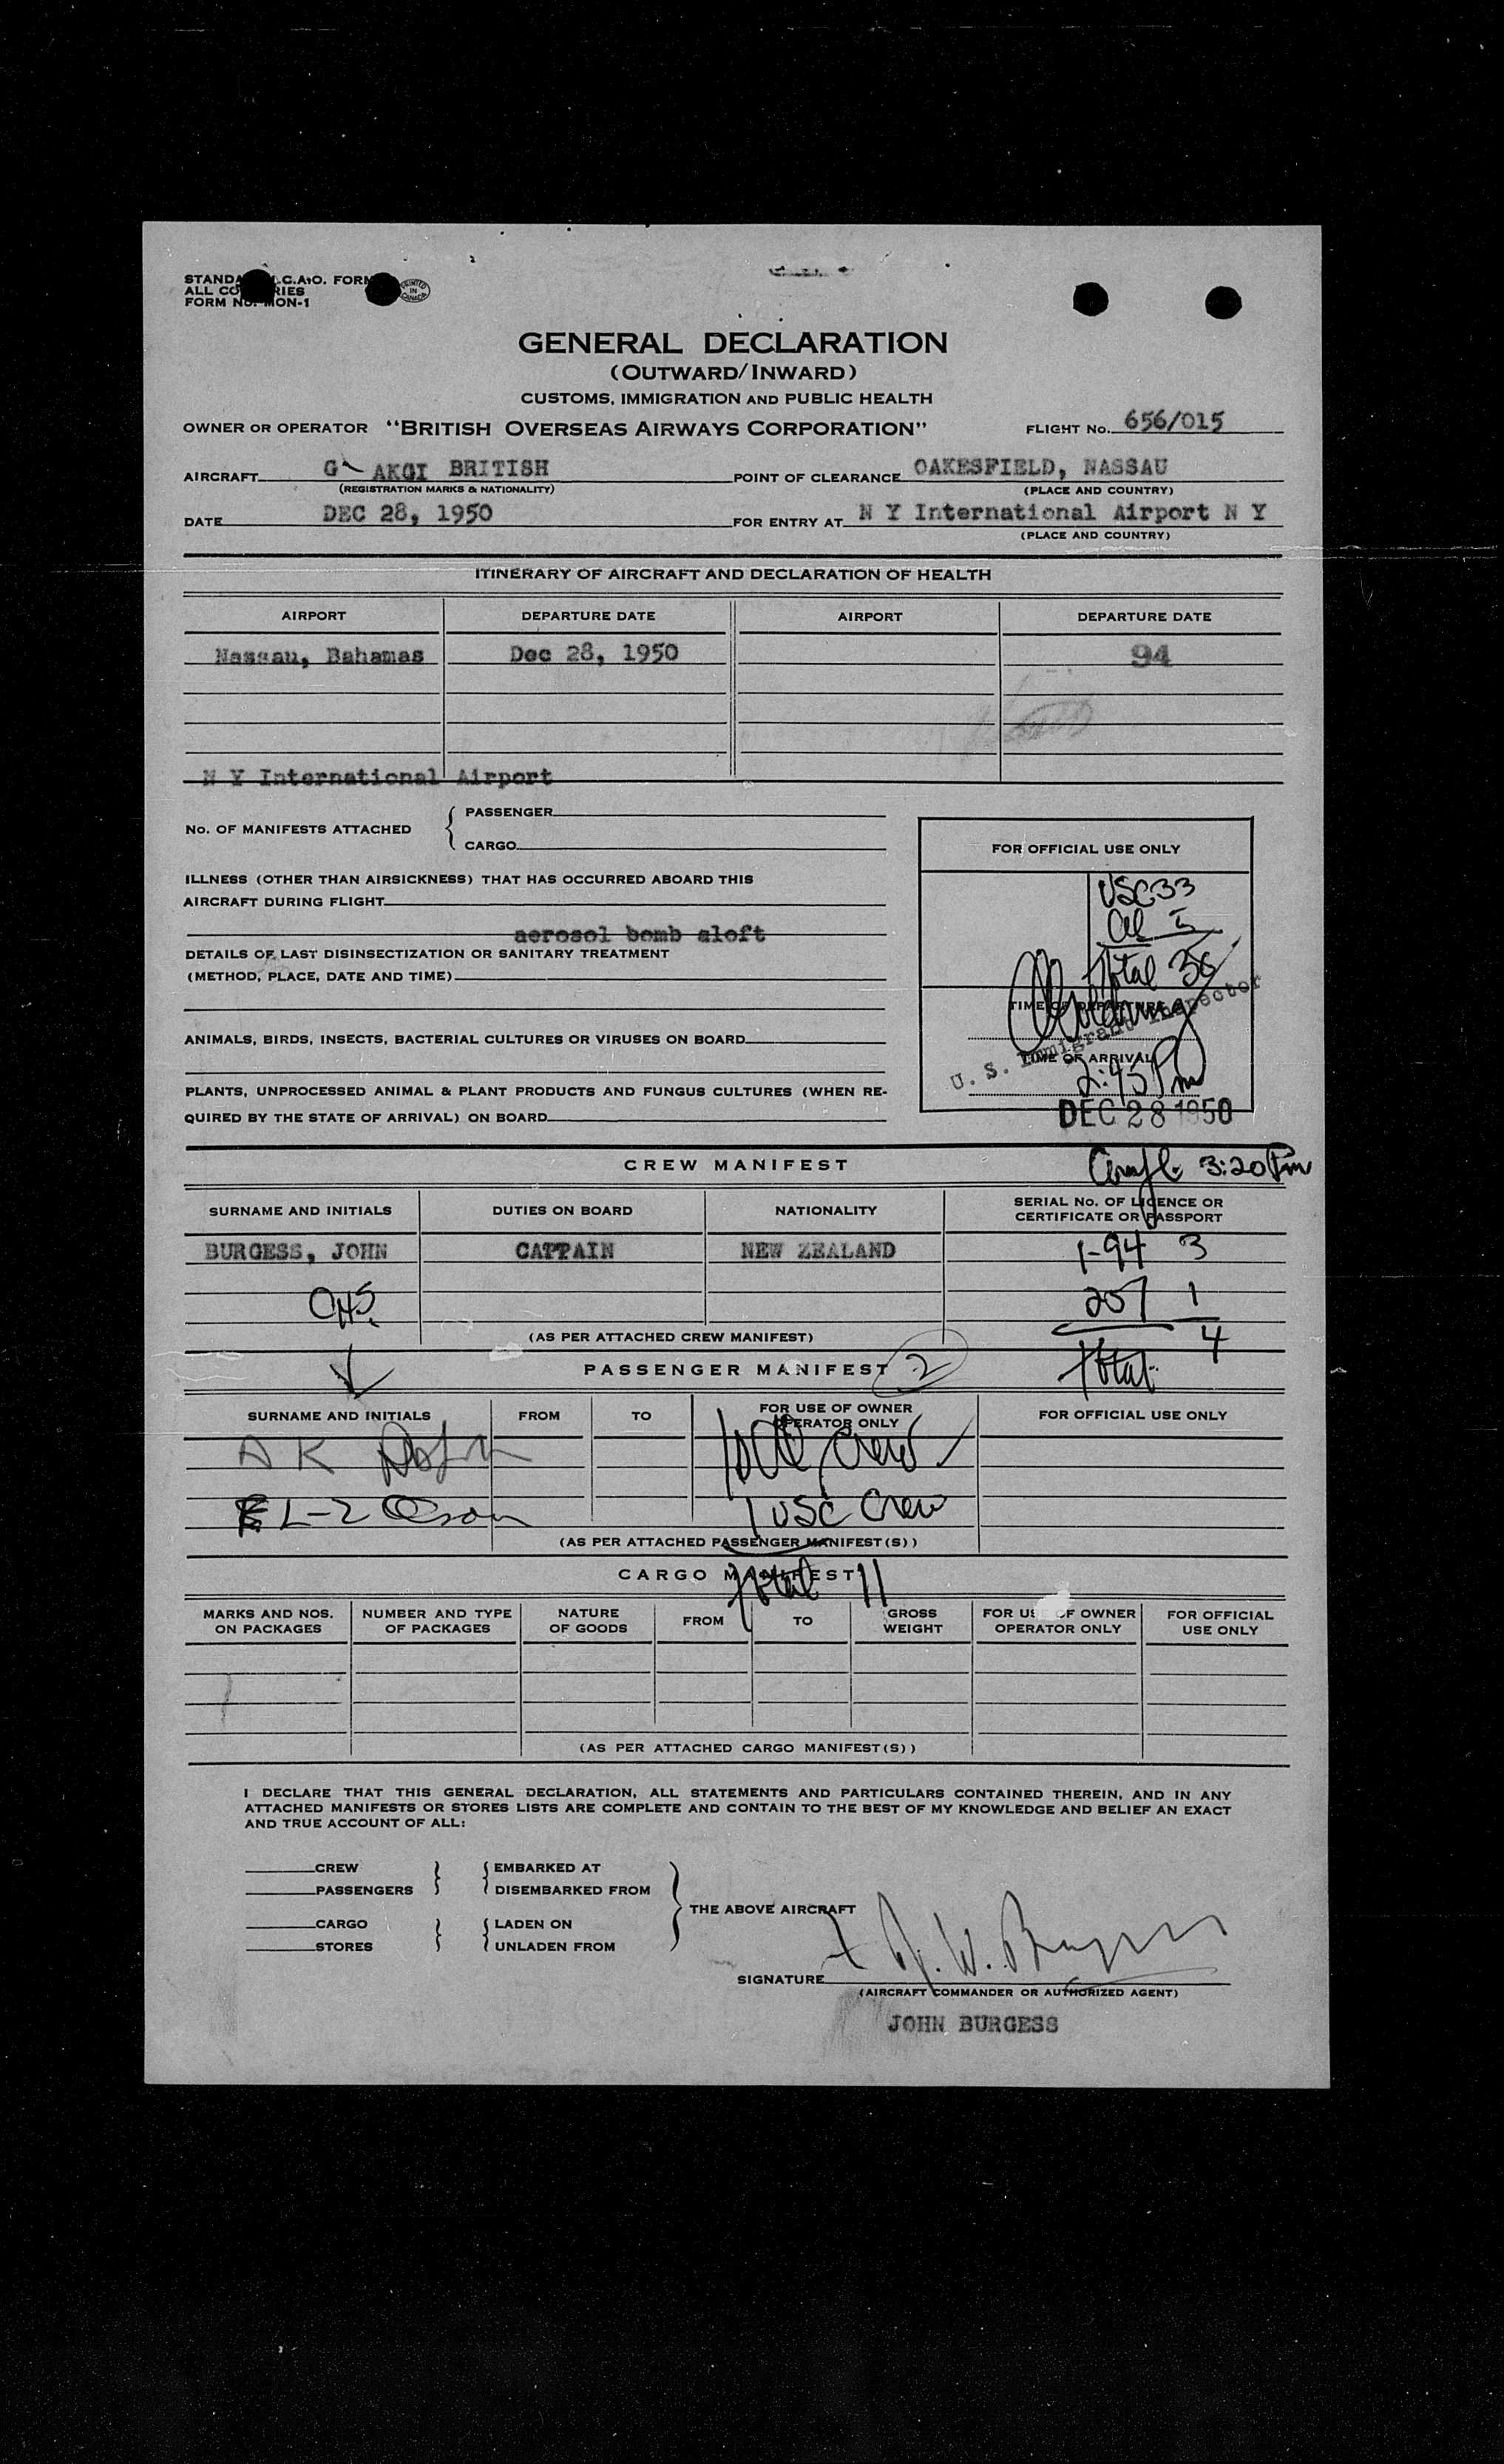 STANDA .C.A.O. FORM
ALL CO RIES
FORM No. MON-1
PRINTED IN CANADA
GENERAL DECLARATION
(OUTWARD/INWARD)
CUSTOMS, IMMIGRATION AND PUBLIC HEALTH
OWNER OR OPERATOR "BRITISH OVERSEAS AIRWAYS CORPORATION" FLIGHT No. 656/015
AIRCRAFT G- AKGI BRITISH POINT OF CLEARANCE OAKESFIELD, NASSAU
(REGISTRATION MARKS & NATIONALITY) (PLACE AND COUNTRY)
DATE DEC 28, 1950 FOR ENTRY AT N Y International Airport N Y
(PLACE AND COUNTRY)
ITINERARY OF AIRCRAFT AND DECLARATION OF HEALTH
AIRPORT DEPARTURE DATE AIRPORT DEPARTURE DATE
Nassau, Bahamas Dec 28, 1950 94
N Y International Airport
No. OF MANIFESTS ATTACHED
PASSENGER
CARGO
ILLNESS (OTHER THAN AIRSICKNESS) THAT HAS OCCURRED ABOARD THIS
AIRCRAFT DURING FLIGHT
aerosol bomb aloft
DETAILS OF LAST DISINSECTIZATION OR SANITARY TREATMENT
(METHOD, PLACE, DATE AND TIME)
ANIMALS, BIRDS, INSECTS, BACTERIAL CULTURES OR VIRUSES ON BOARD
PLANTS, UNPROCESSED ANIMAL & PLANT PRODUCTS AND FUNGUS CULTURES (WHEN RE-
QUIRED BY THE STATE OF ARRIVAL) ON BOARD
FOR OFFICIAL USE ONLY
USC 33
Total 36
TIME OF DEPARTURE
U. S. Immigrant Inspector
TIME OF ARRIVAL
2:45 Pm
DEC 28 1950
CREW MANIFEST
3:20 Pm
SURNAME AND INITIALS DUTIES ON BOARD NATIONALITY SERIAL No. OF LICENCE OR
CERTIFICATE OR PASSPORT
BURGESS, JOHN CAPTAIN NEW ZEALAND 1-94 3
257 1
4
(AS PER ATTACHED CREW MANIFEST)
Total
PASSENGER MANIFEST 2
SURNAME AND INITIALS FROM TO FOR USE OF OWNER
OPERATOR ONLY FOR OFFICIAL USE ONLY
A K Crew
L-2 Olson 1 USC Crew
(AS PER ATTACHED PASSENGER MANIFEST(S))
CARGO MANIFEST
Total 11
MARKS AND NOS.
ON PACKAGES NUMBER AND TYPE
OF PACKAGES NATURE
OF GOODS FROM TO GROSS
WEIGHT FOR USE OF OWNER
OPERATOR ONLY FOR OFFICIAL
USE ONLY
(AS PER ATTACHED CARGO MANIFEST(S))
I DECLARE THAT THIS GENERAL DECLARATION, ALL STATEMENTS AND PARTICULARS CONTAINED THEREIN, AND IN ANY
ATTACHED MANIFESTS OR STORES LISTS ARE COMPLETE AND CONTAIN TO THE BEST OF MY KNOWLEDGE AND BELIEF AN EXACT
AND TRUE ACCOUNT OF ALL:
CREW EMBARKED AT
PASSENGERS DISEMBARKED FROM
THE ABOVE AIRCRAFT
CARGO LADEN ON
STORES UNLADEN FROM
SIGNATURE
(AIRCRAFT COMMANDER OR AUTHORIZED AGENT)
JOHN BURGESS